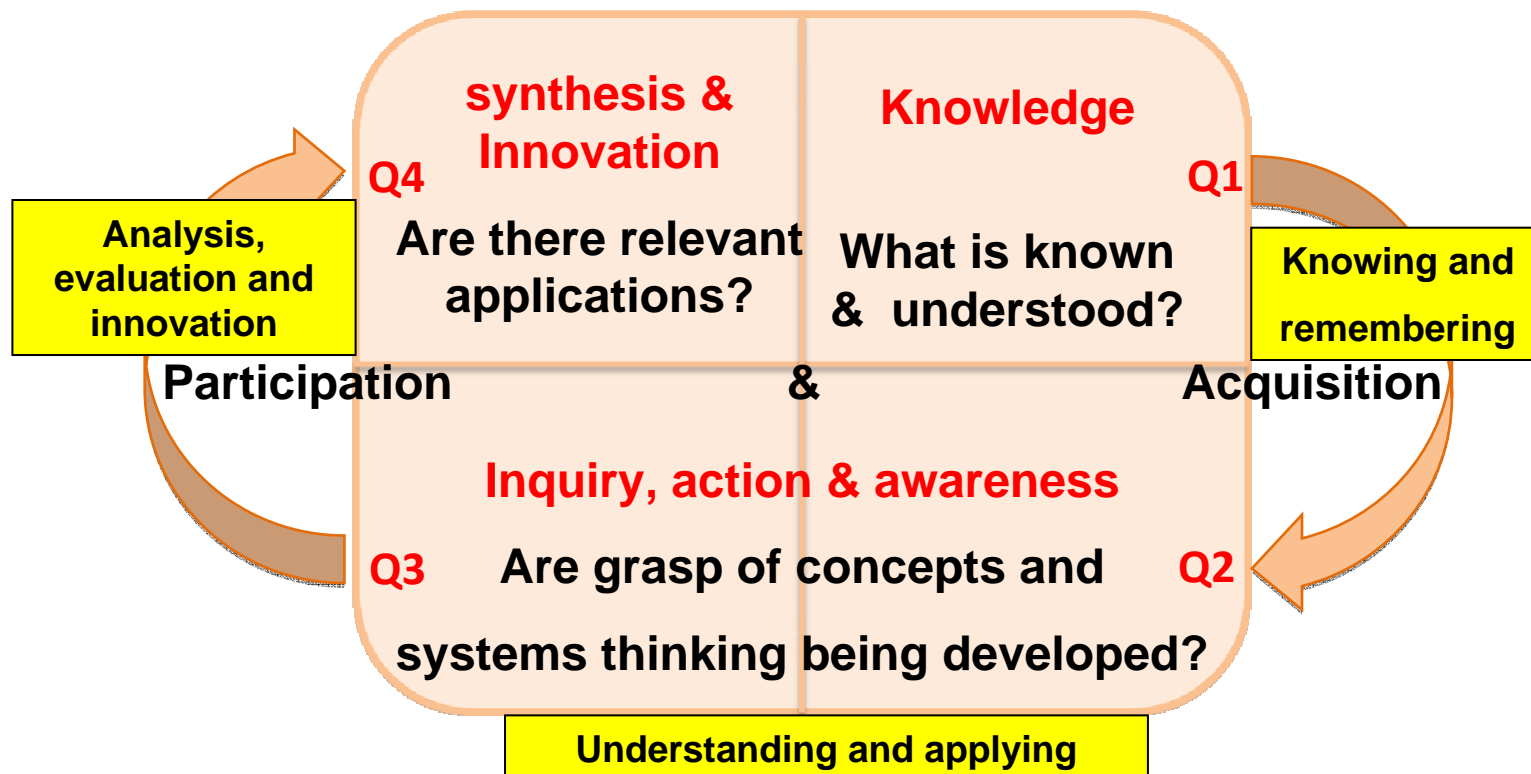 synthesis &
Innovation
Q4
Are there relevant
applications?
Knowledge
Q1
What is known
& understood?
Analysis,
evaluation and
innovation
Knowing and
remembering
Participation & Acquisition
Inquiry, action & awareness
Q3
Are grasp of concepts and
Q2
systems thinking being developed?
Understanding and applying